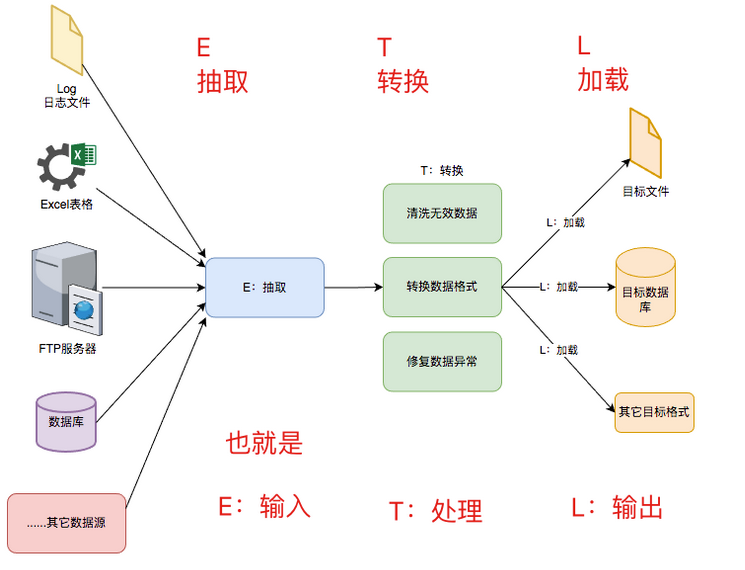 E
抽取
T
转换
L
加载
Log
日志文件
X
Excel表格
FTP服务器
数据库
......其它数据源
E：抽取
T：转换
清洗无效数据
转换数据格式
修复数据异常
L：加载
L：加载
L：加载
目标文件
目标数据
库
其它目标格式
也就是
E：输入
T：处理
L：输出